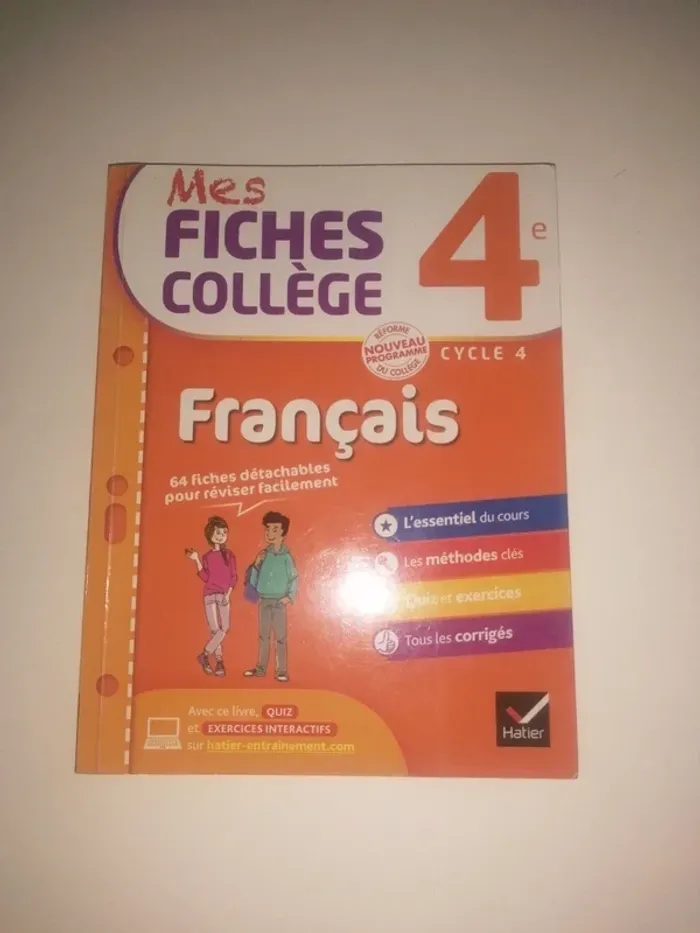 Mes
FICHES
COLLÈGE
4e
RÉFORME
NOUVEAU
PROGRAMME
DU COLLÈGE
CYCLE 4
Français
64 fiches détachables
pour réviser facilement
L'essentiel du cours
Les méthodes clés
Quiz et exercices
Tous les corrigés
Avec ce livre, QUIZ
et EXERCICES INTERACTIFS
sur hatier-entrainement.com
Hatier